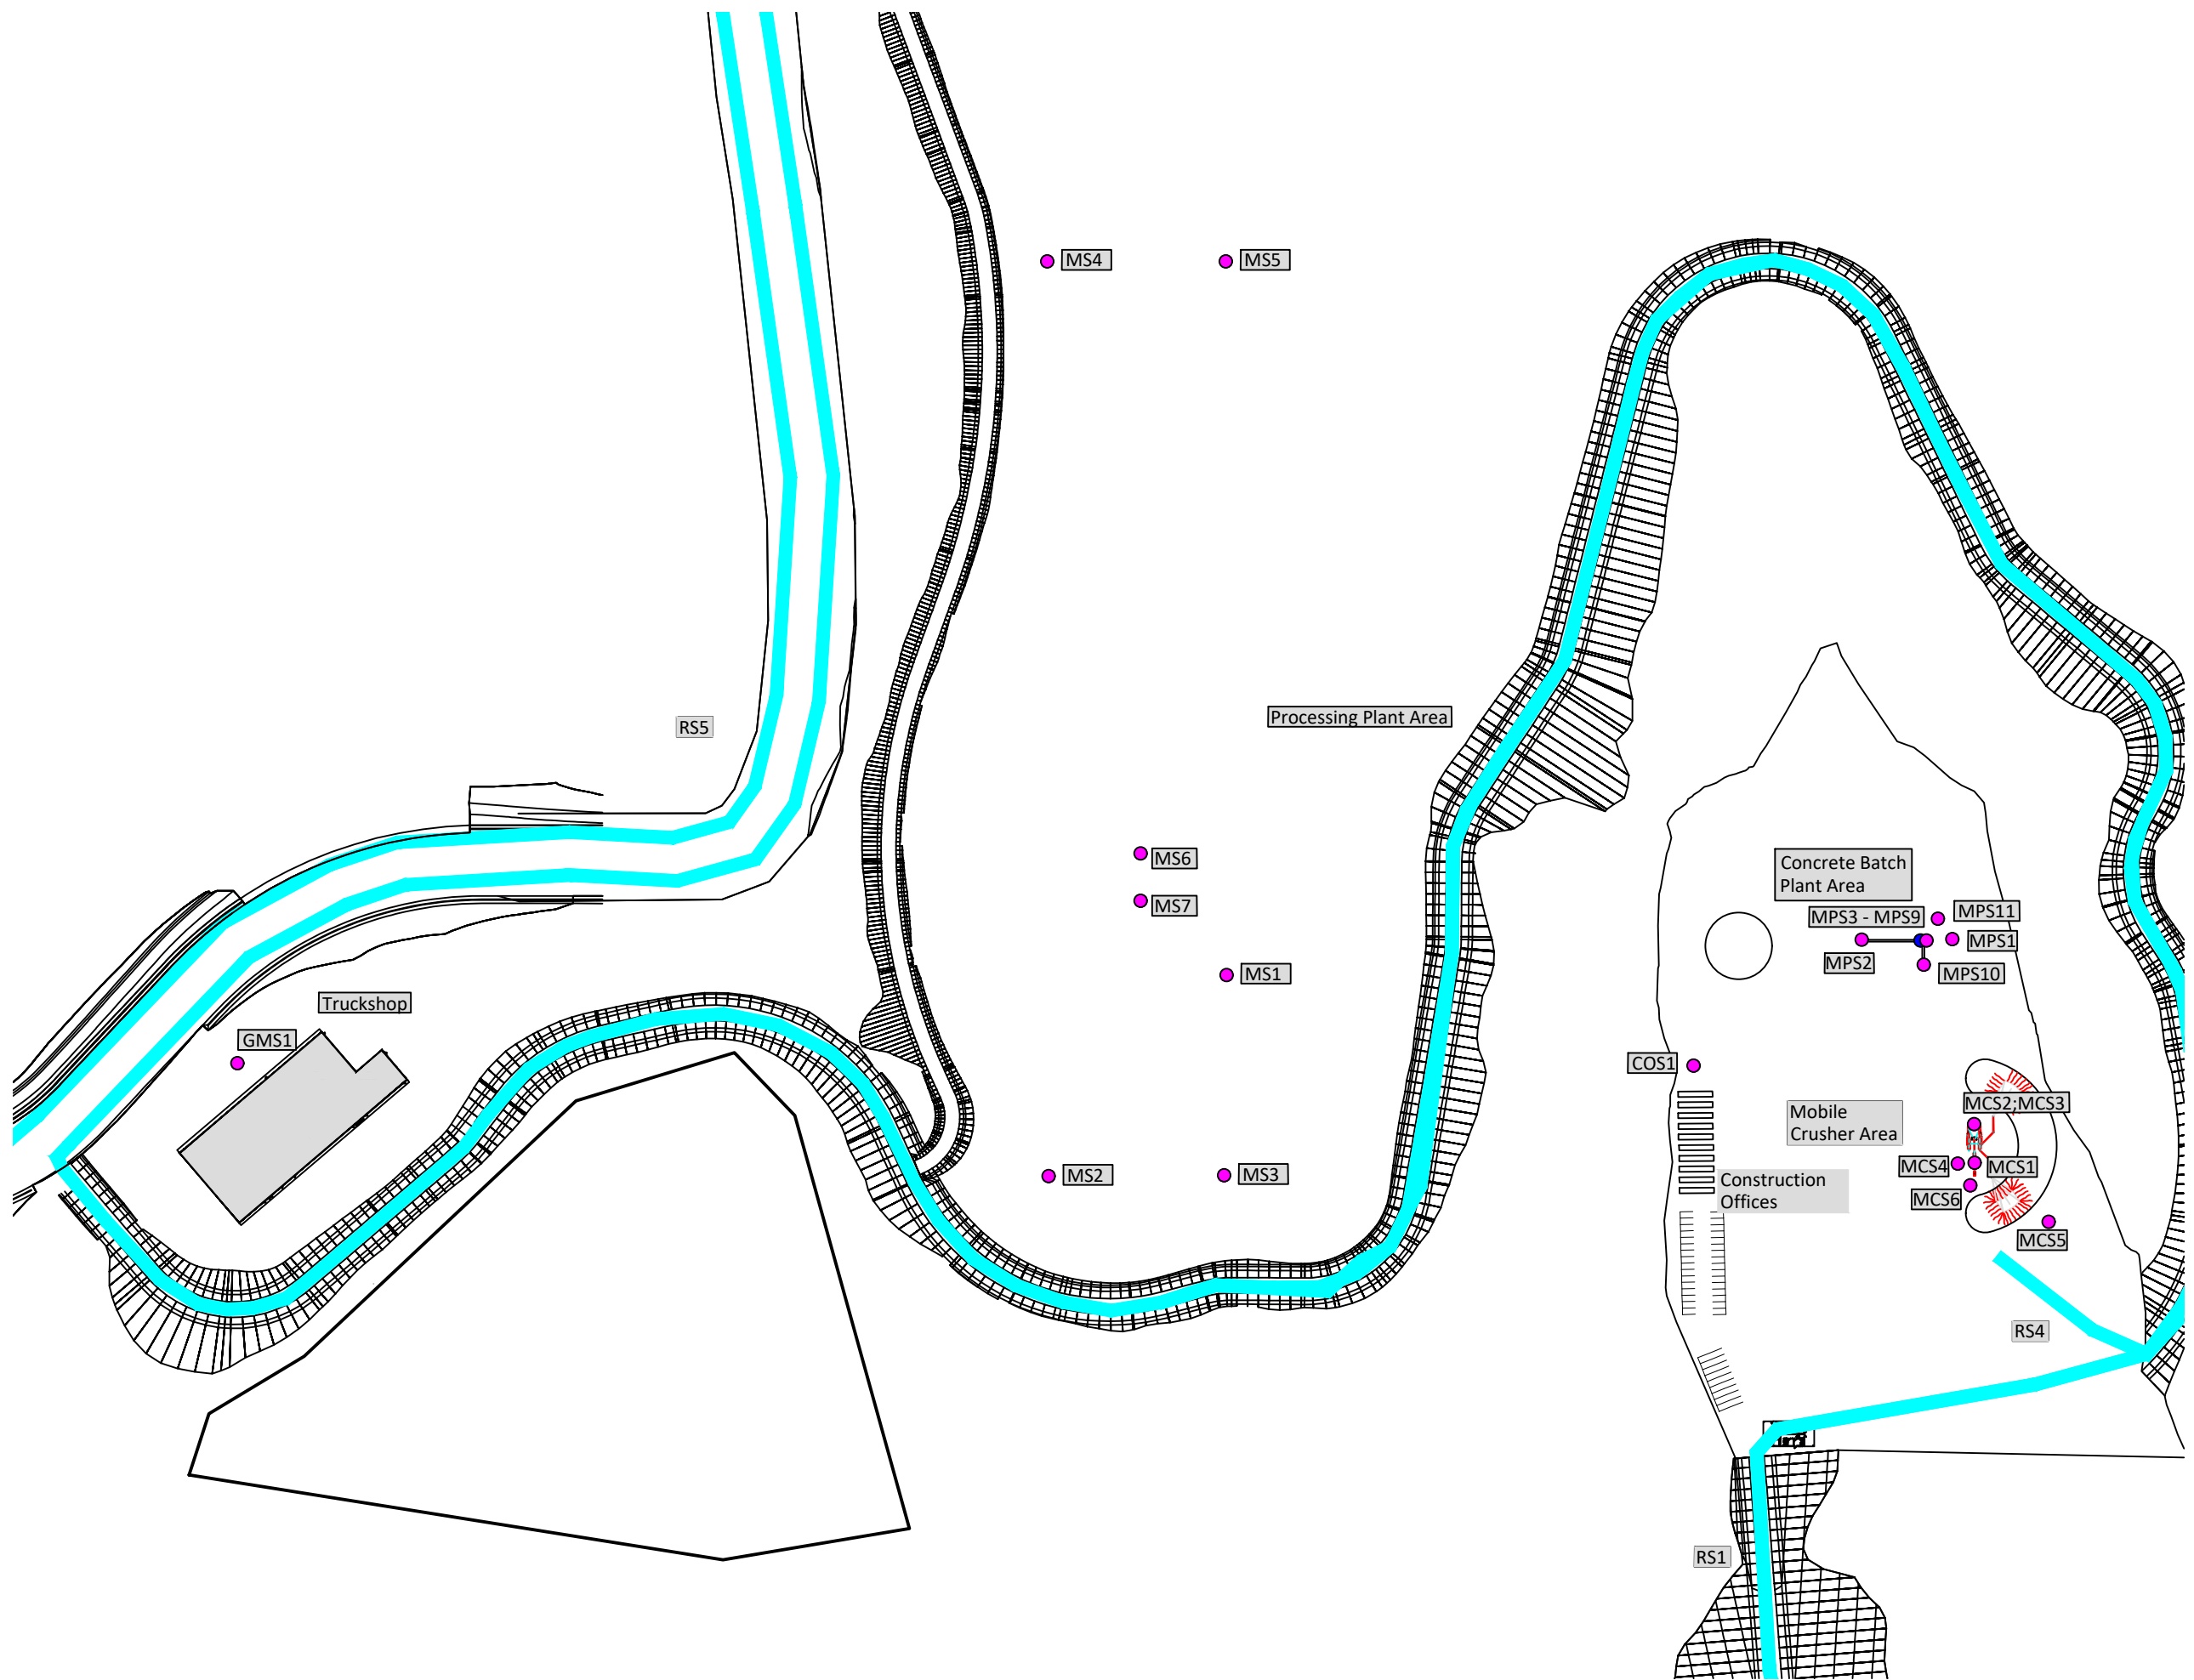 MS4
MS5
Processing Plant Area
RS5
MS6
MS7
Concrete Batch
Plant Area
MPS3 - MPS9
MPS11
MPS1
MPS2
MPS10
MS1
Truckshop
GMS1
COS1
MCS2;MCS3
Mobile
Crusher Area
MS2
MS3
MCS4
MCS1
Construction
Offices
MCS6
MCS5
RS4
RS1